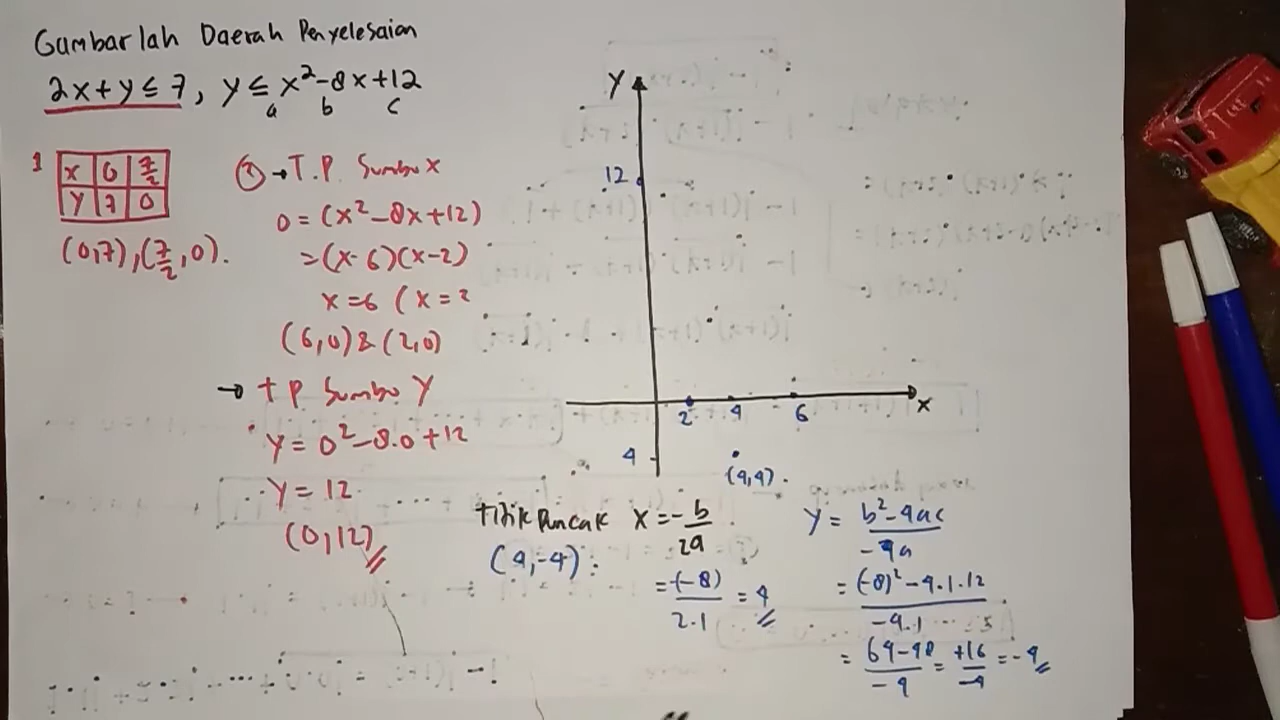 Gambarlah Daerah Penyelesaian
2x+y≤7, y≤x²-8x+12
a b c
1
x 0 7/2
y 7 0
(0,7),(7/2,0).
② → T.P. Sumbu x
0=(x²-8x+12)
=(x-6)(x-2)
x=6 ( x=2
(6,0)&(2,0)
→ t P. Sumbu Y
y=0²-8.0+12
y=12
(0,12)
Y
12
2 4 6 x
4
(4,4).
titik Puncak x=-b/2a
(4,-4):
=(-8)/2.1=4
y=b²-4ac/-4a
=(-8)²-4.1.12/-4.1
=64-48/-4=+16/-4=-4